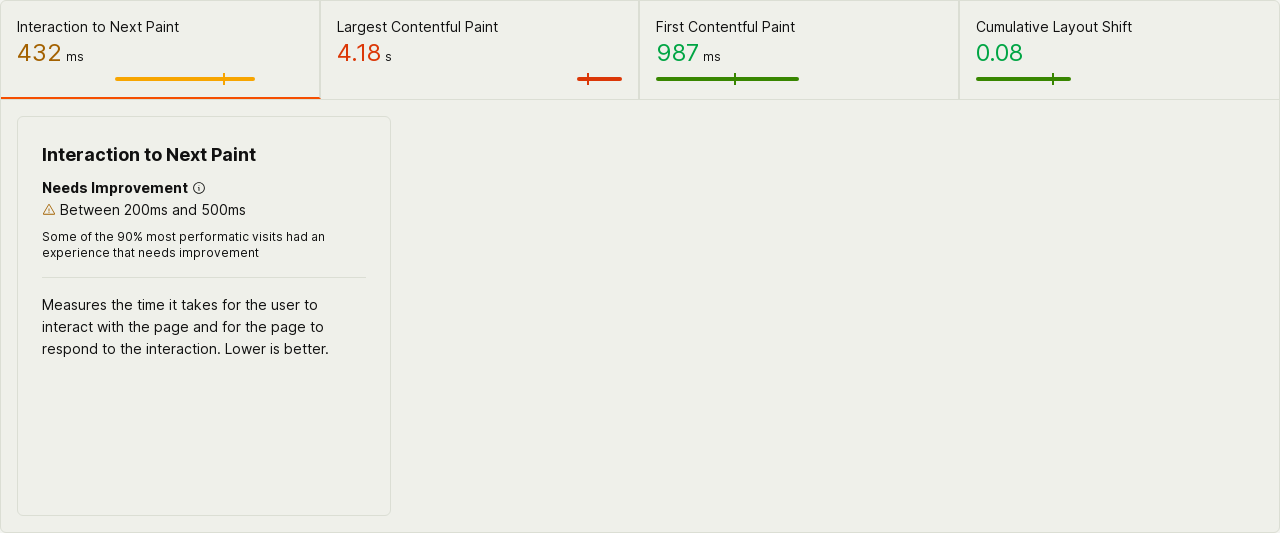 Interaction to Next Paint
432 ms
Largest Contentful Paint
4.18 s
First Contentful Paint
987 ms
Cumulative Layout Shift
0.08
Interaction to Next Paint
Needs Improvement
Between 200ms and 500ms
Some of the 90% most performatic visits had an
experience that needs improvement
Measures the time it takes for the user to
interact with the page and for the page to
respond to the interaction. Lower is better.